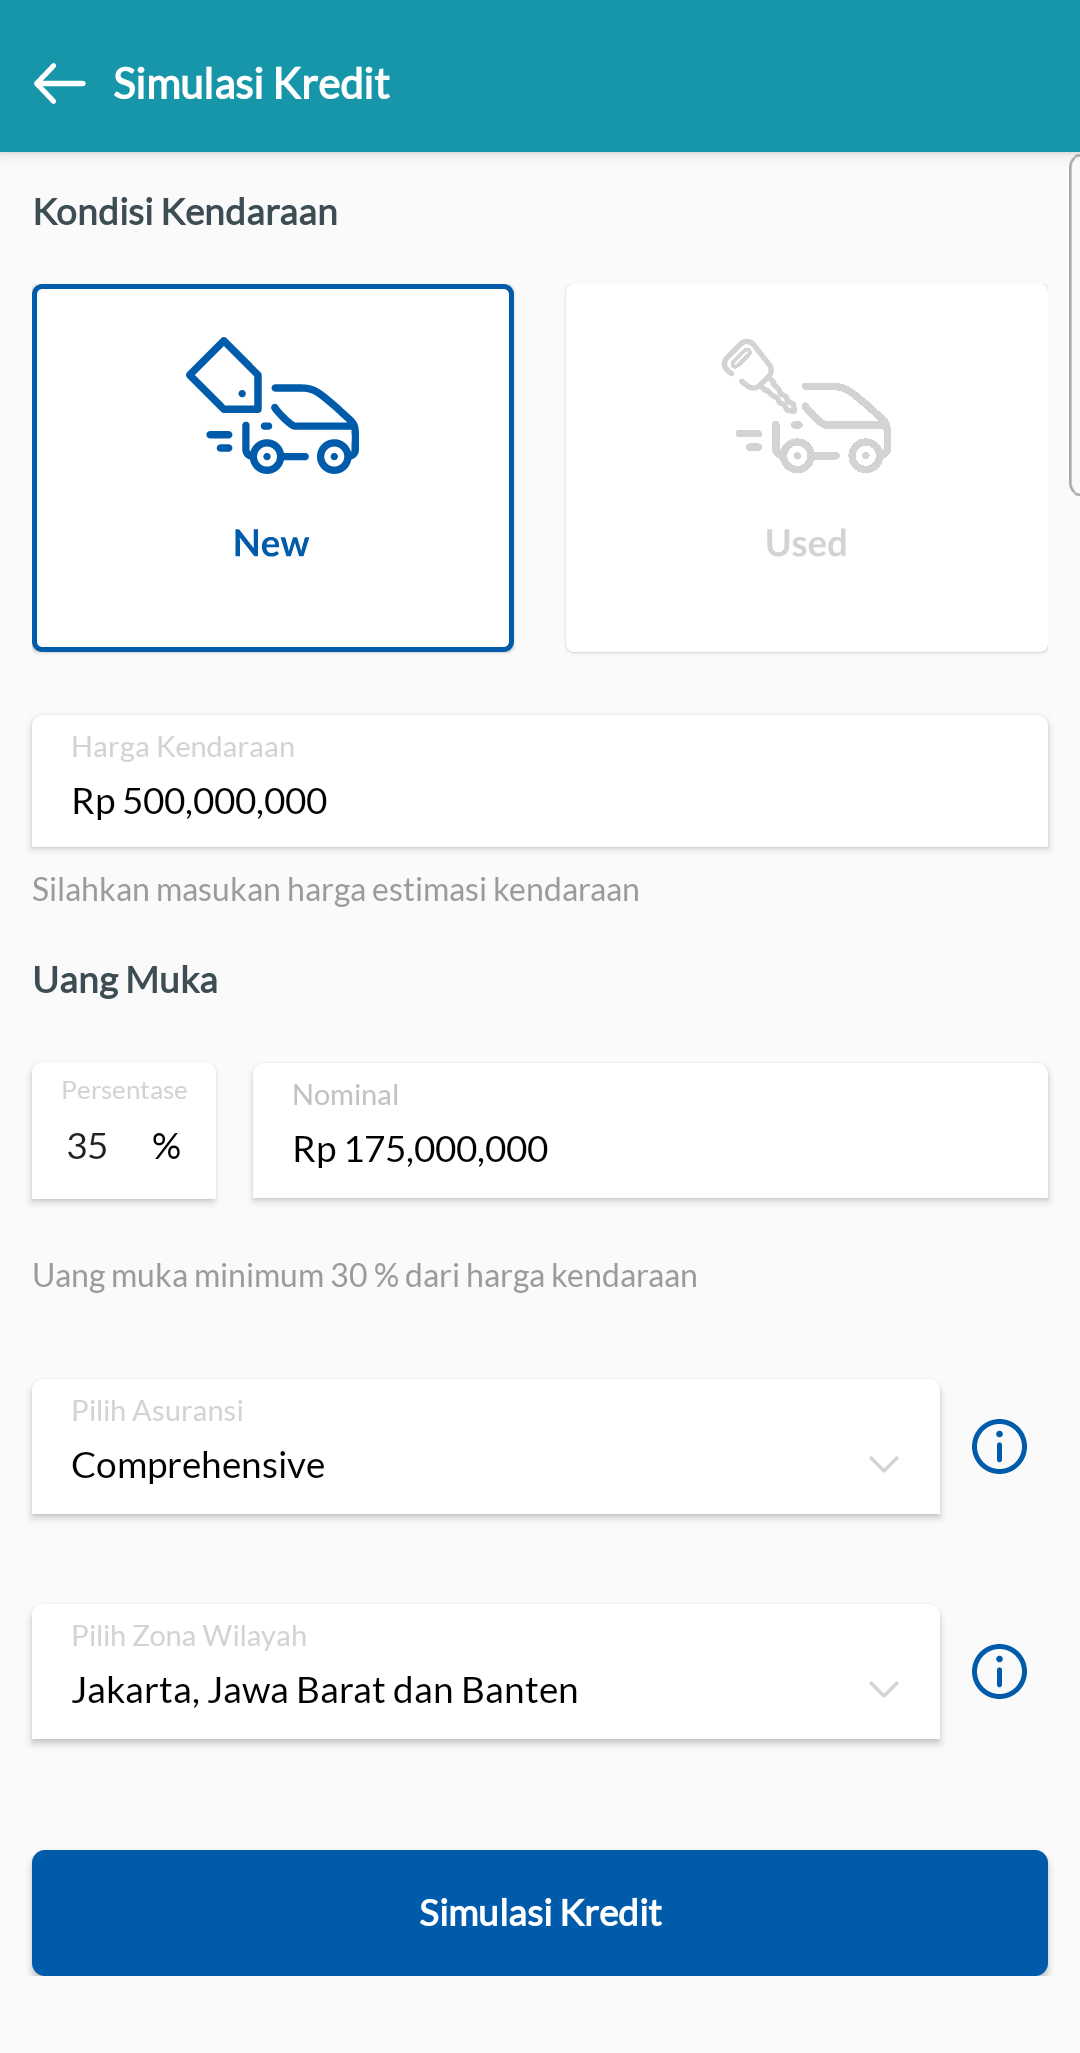 Simulasi Kredit
Kondisi Kendaraan
New
Used
Harga Kendaraan
Rp 500,000,000
Silahkan masukan harga estimasi kendaraan
Uang Muka
Persentase
35 %
Nominal
Rp 175,000,000
Uang muka minimum 30 % dari harga kendaraan
Pilih Asuransi
Comprehensive
Pilih Zona Wilayah
Jakarta, Jawa Barat dan Banten
Simulasi Kredit